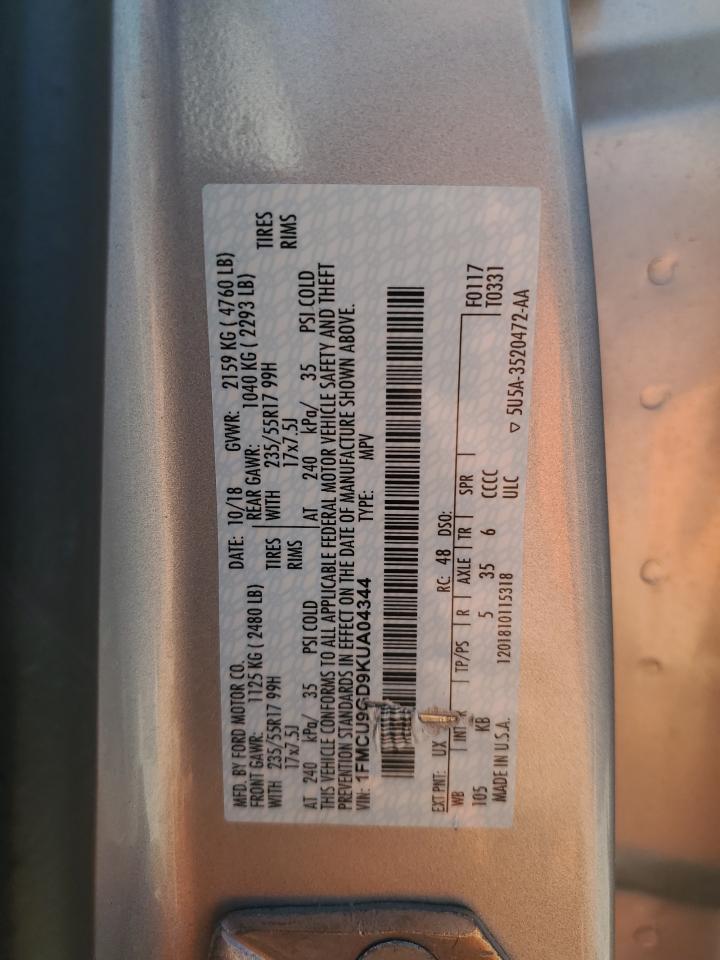 MFD. BY FORD MOTOR CO.
DATE: 10/18 GVWR: 2159 KG ( 4760 LB)
FRONT GAWR: 1125 KG ( 2480 LB) REAR GAWR: 1040 KG ( 2293 LB)
WITH 235/55R17 99H TIRES WITH 235/55R17 99H TIRES
17x7.5J RIMS 17x7.5J RIMS
AT 240 kPa/ 35 PSI COLD AT 240 kPa/ 35 PSI COLD
THIS VEHICLE CONFORMS TO ALL APPLICABLE FEDERAL MOTOR VEHICLE SAFETY AND THEFT
PREVENTION STANDARDS IN EFFECT ON THE DATE OF MANUFACTURE SHOWN ABOVE.
VIN: 1FMCU9GD9KUA04344 TYPE: MPV
EXT PNT: UX RC: 48 DSO:
WB INT TR TP/PS R AXLE TR SPR F0117
105 KB 5 35 6 CCCC T0331
MADE IN U.S.A. 1201810115318 ULC
▽ 5U5A-3520472-AA